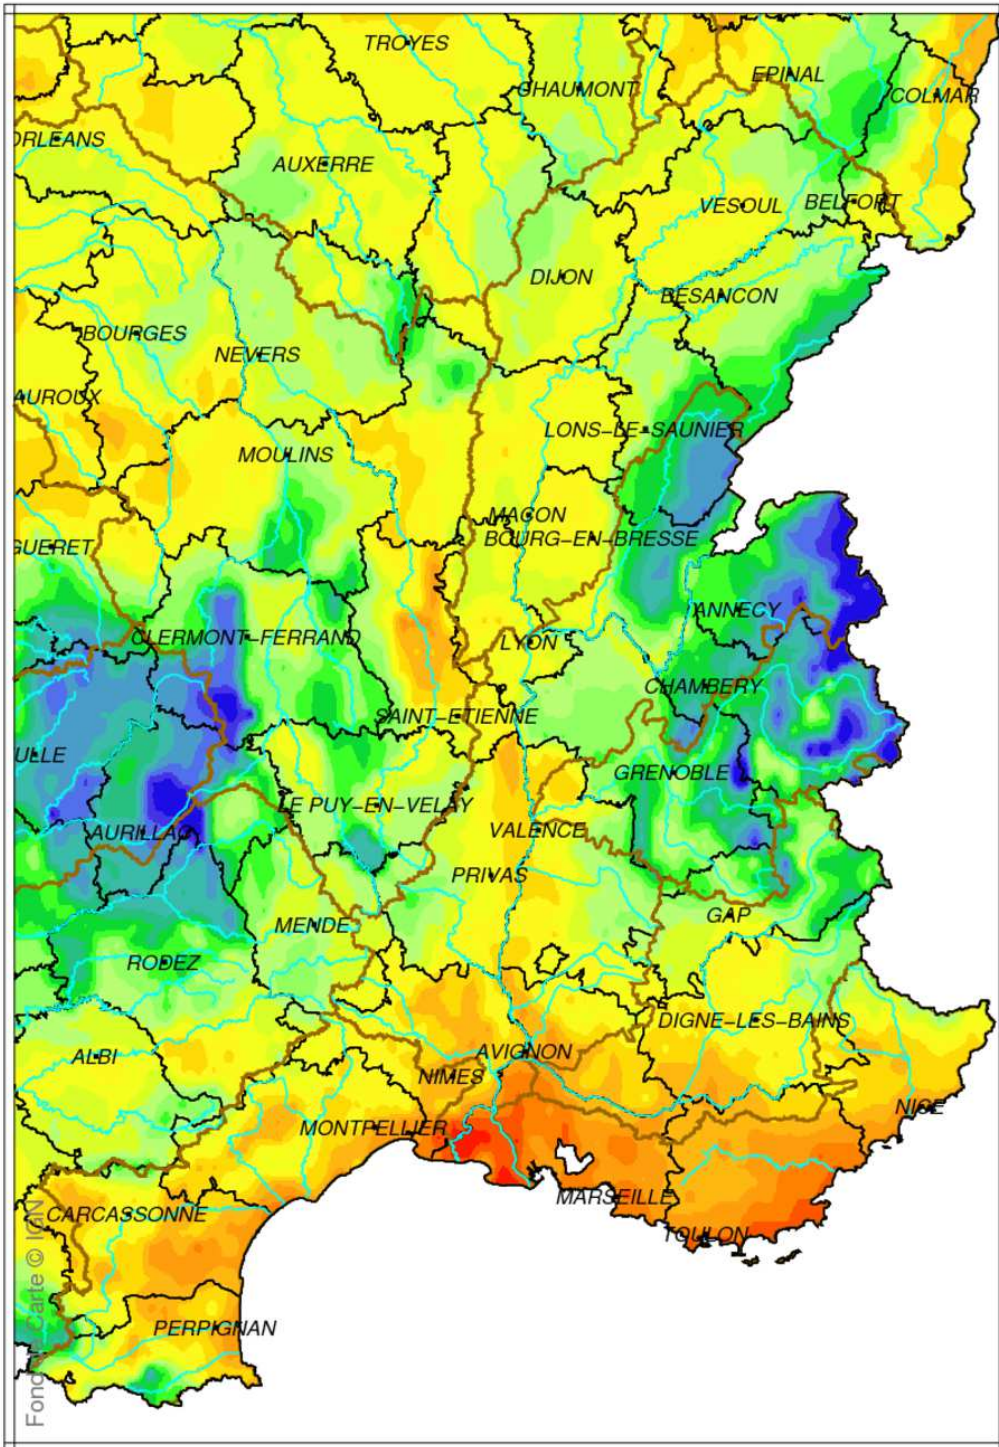 TROYES
EPINAL
CHAUMONT
COLMAR
ORLEANS
AUXERRE
VESOUL
BELFORT
DIJON
BESANCON
BOURGES
NEVERS
AUROUX
LONS-LE-SAUNIER
MOULINS
MACON
BOURG-EN-BRESSE
GUERET
ANNECY
CLERMONT-FERRAND
LYON
CHAMBERY
SAINT-ETIENNE
ULLE
GRENOBLE
LE PUY-EN-VELAY
AURILLAC
VALENCE
PRIVAS
GAP
MENDE
RODEZ
DIGNE-LES-BAINS
ALBI
AVIGNON
NIMES
NICE
MONTPELLIER
MARSEILLE
CARCASSONNE
TOULON
PERPIGNAN
Fond de Carte © IGN